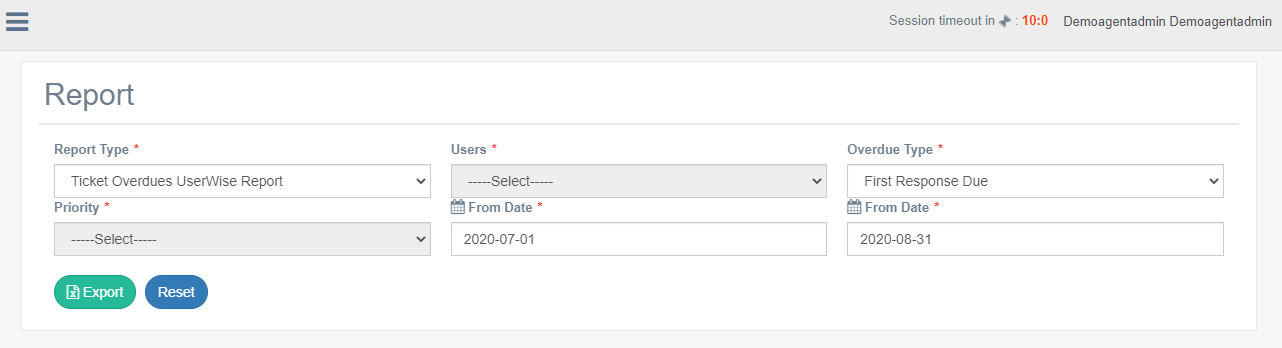 Session timeout in : 10:0 Demoagentadmin Demoagentadmin
Report
Report Type * Users * Overdue Type *
Ticket Overdues UserWise Report -----Select----- First Response Due
Priority * From Date * From Date *
-----Select----- 2020-07-01 2020-08-31
Export Reset